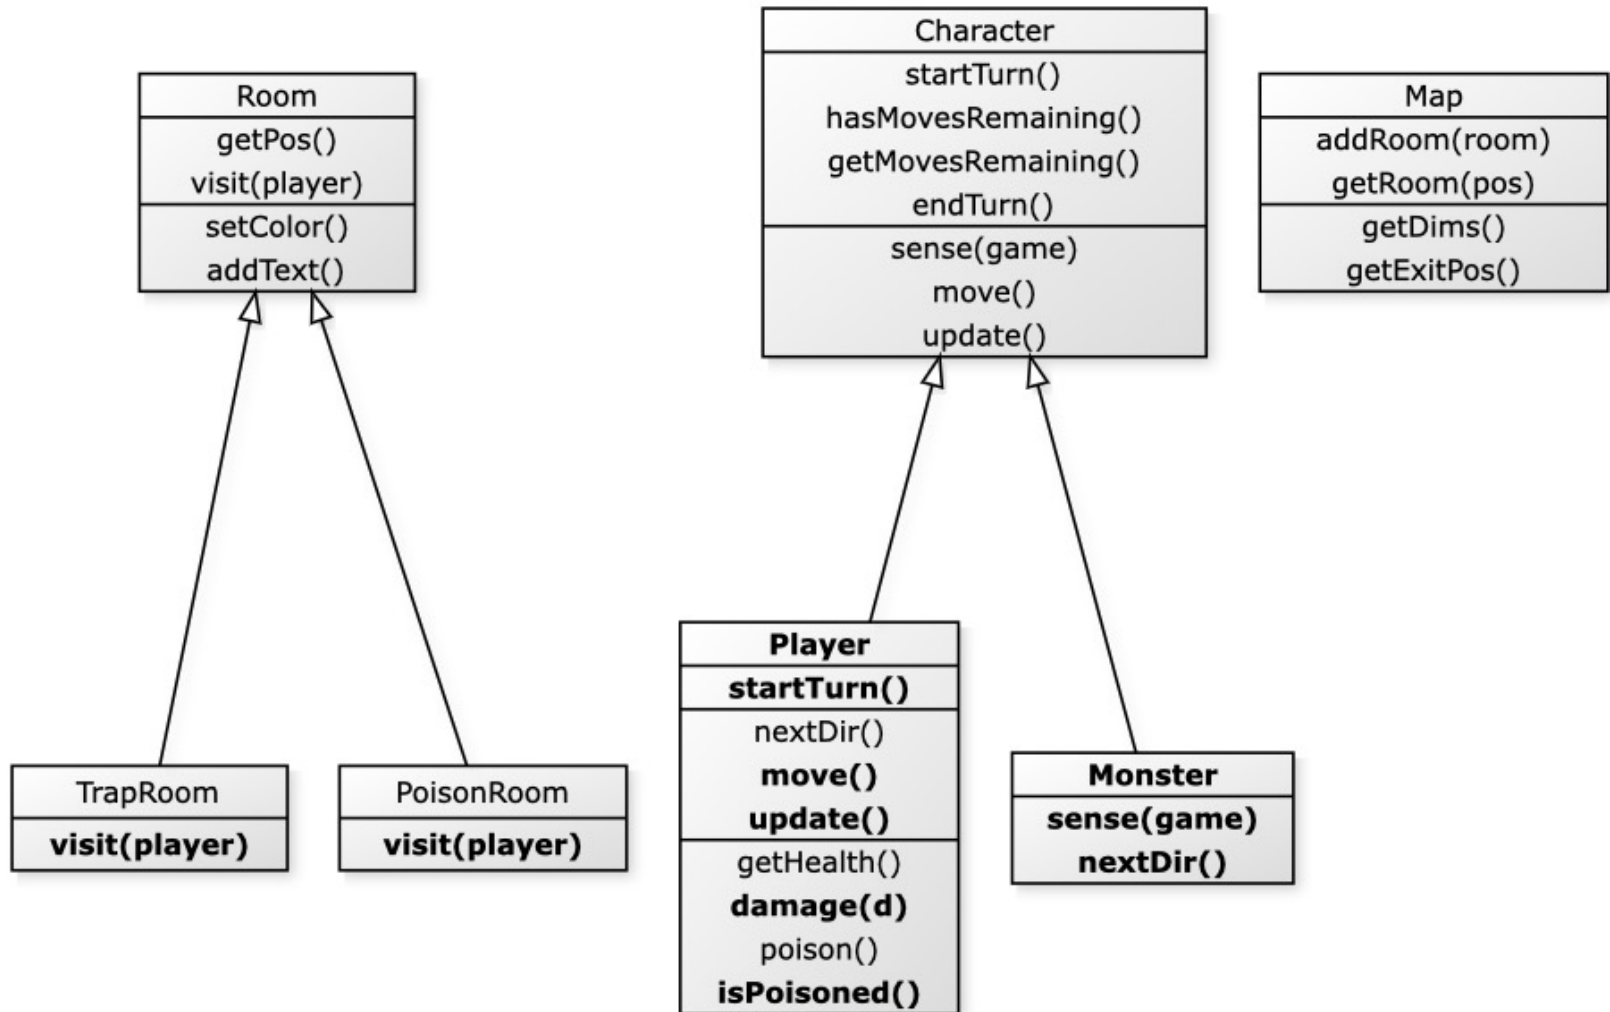 Room
getPos()
visit(player)
setColor()
addText()
Character
startTurn()
hasMovesRemaining()
getMovesRemaining()
endTurn()
sense(game)
move()
update()
Map
addRoom(room)
getRoom(pos)
getDims()
getExitPos()
TrapRoom
visit(player)
PoisonRoom
visit(player)
Player
startTurn()
nextDir()
move()
update()
getHealth()
damage(d)
poison()
isPoisoned()
Monster
sense(game)
nextDir()